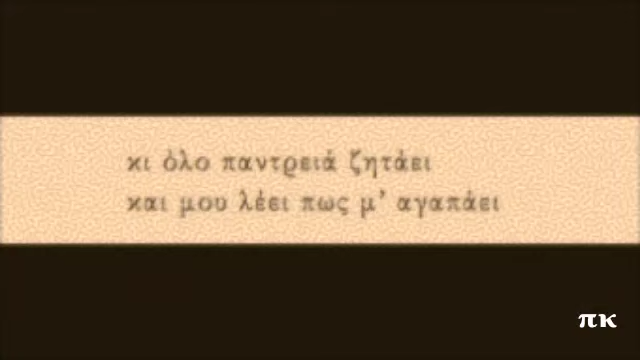 κι όλο παντρειά ζητάει
και μου λέει πως μ' αγαπάει
πκ